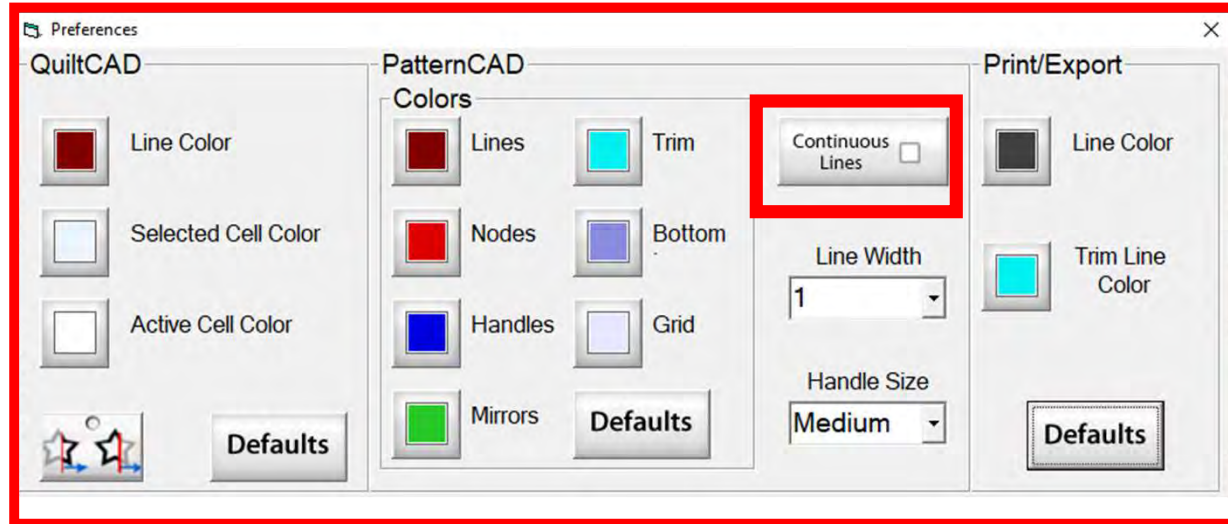 Preferences
QuiltCAD
Line Color
Selected Cell Color
Active Cell Color
Defaults
PatternCAD
Colors
Lines
Trim
Nodes
Bottom
Handles
Grid
Mirrors
Defaults
Continuous
Lines
Line Width
1
Handle Size
Medium
Print/Export
Line Color
Trim Line
Color
Defaults